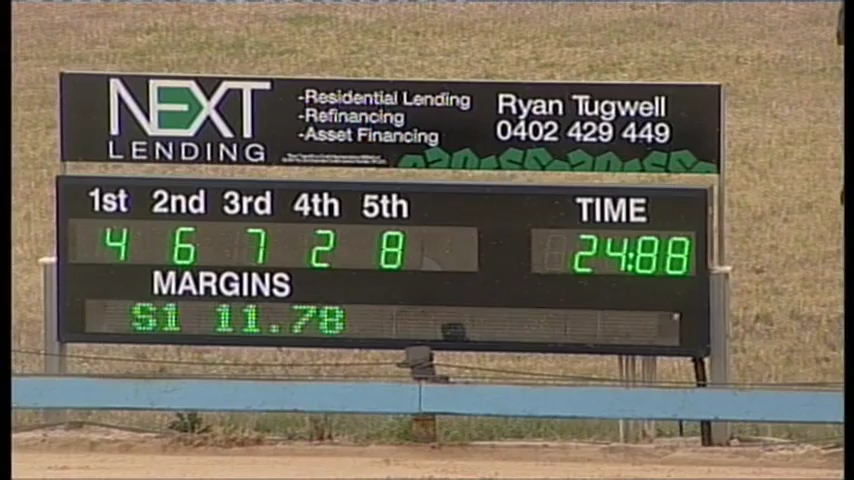 NEXT
LENDING
-Residential Lending
-Refinancing
-Asset Financing
Ryan Tugwell
0402 429 449
1st 2nd 3rd 4th 5th
4 6 7 2 8
TIME
24:88
MARGINS
S1 11.78